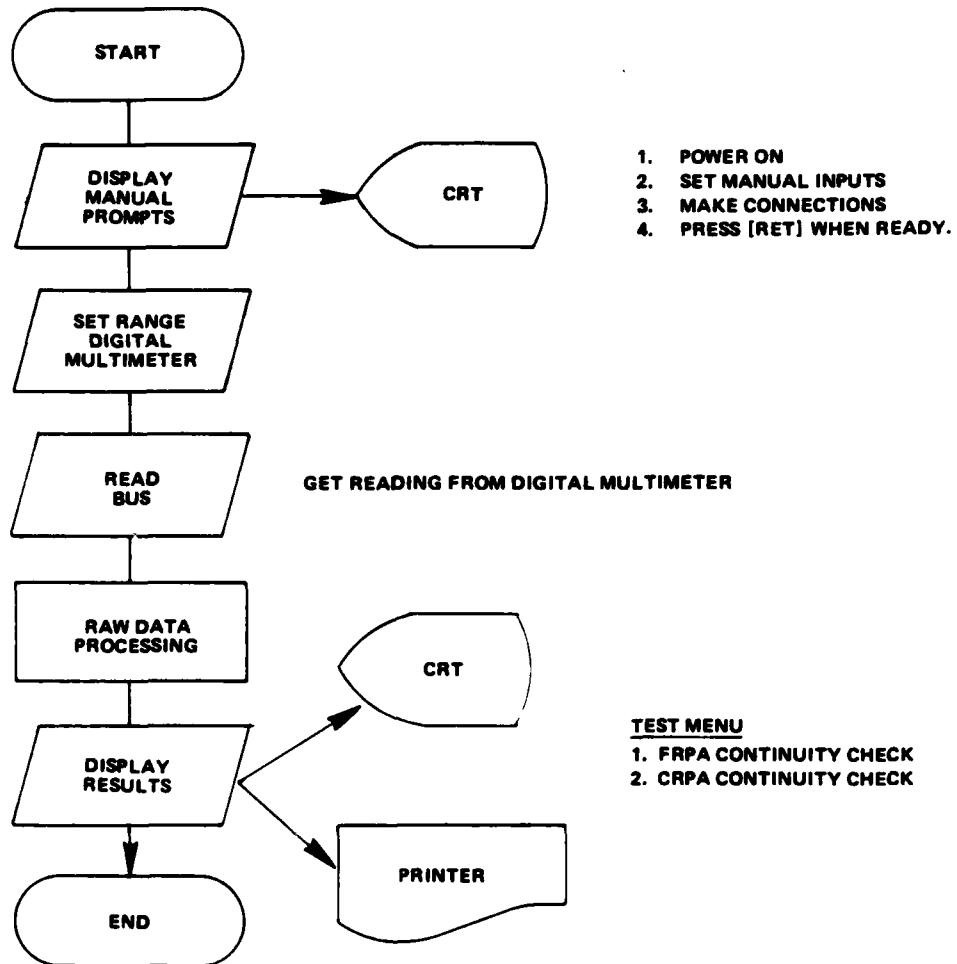 START
DISPLAY
MANUAL
PROMPTS
CRT
1. POWER ON
2. SET MANUAL INPUTS
3. MAKE CONNECTIONS
4. PRESS [RET] WHEN READY.
SET RANGE
DIGITAL
MULTIMETER
READ
BUS
GET READING FROM DIGITAL MULTIMETER
RAW DATA
PROCESSING
CRT
DISPLAY
RESULTS
TEST MENU
1. FRPA CONTINUITY CHECK
2. CRPA CONTINUITY CHECK
PRINTER
END